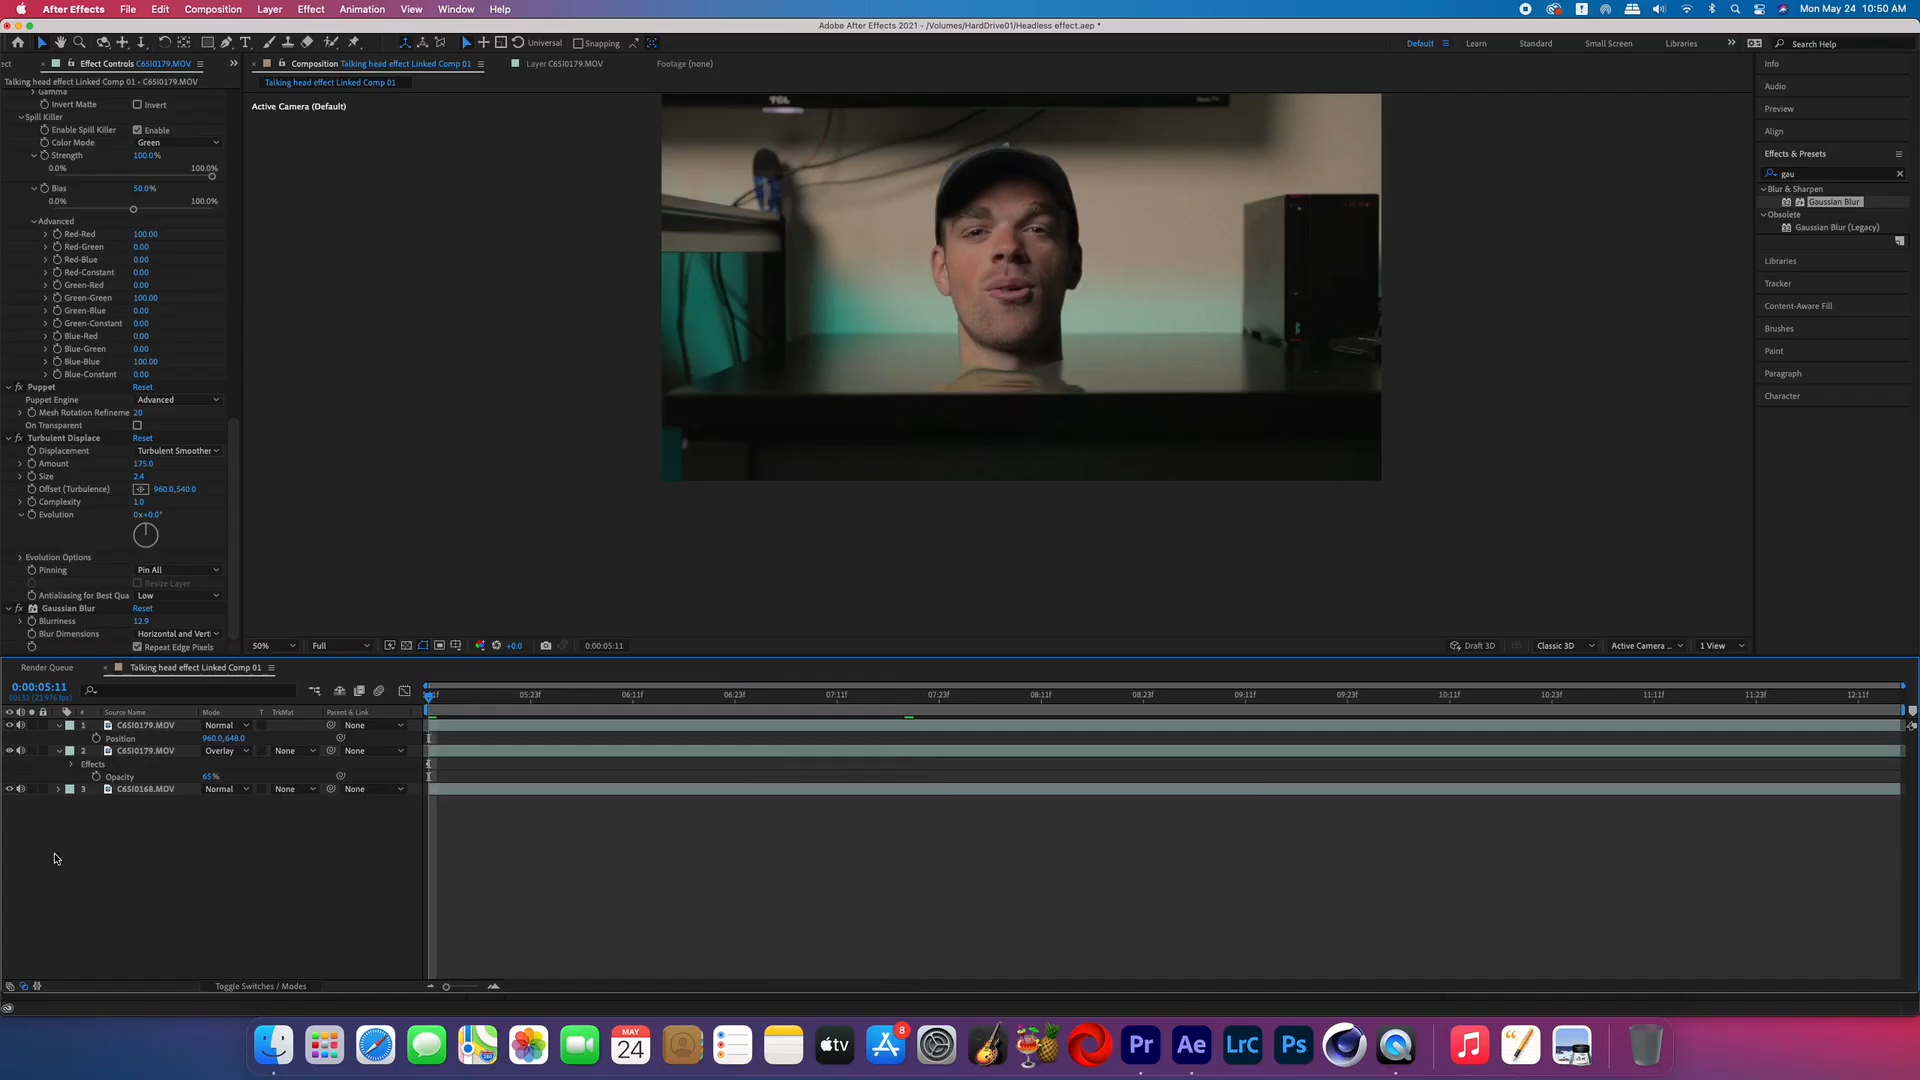 After Effects File Edit Composition Layer Effect Animation View Window Help Mon May 24 10:50 AM
Adobe After Effects 2021 - /Volumes/HardDrive01/Headless effect.aep *
Universal Snapping Default Learn Standard Small Screen Libraries Search Help
Effect Controls C65I0179.MOV Composition Talking head effect Linked Comp 01 Layer C65I0179.MOV Footage (none) Info
Talking head effect Linked Comp 01 - C65I0179.MOV Talking head effect Linked Comp 01
Audio
Gamma
Invert Matte Invert Active Camera (Default) TCL
Preview
Spill Killer
Enable Spill Killer Enable Align
Color Mode Green
Strength 100.0% Effects & Presets
0.0% 100.0%
gau
Bias 50.0% Blur & Sharpen
0.0% 100.0% Gaussian Blur
Obsolete
Advanced Gaussian Blur (Legacy)
Red-Red 100.00
Red-Green 0.00
Red-Blue 0.00 Libraries
Red-Constant 0.00
Green-Red 0.00 Tracker
Green-Green 100.00
Green-Blue 0.00 Content-Aware Fill
Green-Constant 0.00 Brushes
Blue-Red 0.00
Blue-Green 0.00 Paint
Blue-Blue 100.00
Blue-Constant 0.00 Paragraph
Puppet Reset
Puppet Engine Advanced Character
Mesh Rotation Refineme 20
On Transparent
Turbulent Displace Reset
Displacement Turbulent Smoother
Amount 175.0
Size 2.4
Offset (Turbulence) 960.0,540.0
Complexity 1.0
Evolution 0x+0.0°
Evolution Options
Pinning Pin All
Resize Layer
Antialiasing for Best Qua Low
Gaussian Blur Reset
Blurriness 12.9
Blur Dimensions Horizontal and Verti
Repeat Edge Pixels 50% Full +0.0 0:00:05:11 Draft 3D Classic 3D Active Camera ... 1 View
Render Queue Talking head effect Linked Comp 01
0:00:05:11
00131 (23.976 fps) 05:23f 06:11f 06:23f 07:11f 07:23f 08:11f 08:23f 09:11f 09:23f 10:11f 10:23f 11:11f 11:23f 12:11f
# Source Name Mode T TrkMat Parent & Link
1 C65I0179.MOV Normal None
Position 960.0,648.0
2 C65I0179.MOV Overlay None None
Effects
Opacity 65%
3 C65I0168.MOV Normal None None
Toggle Switches / Modes
MAY
24 tv 8 Pr Ae LrC Ps